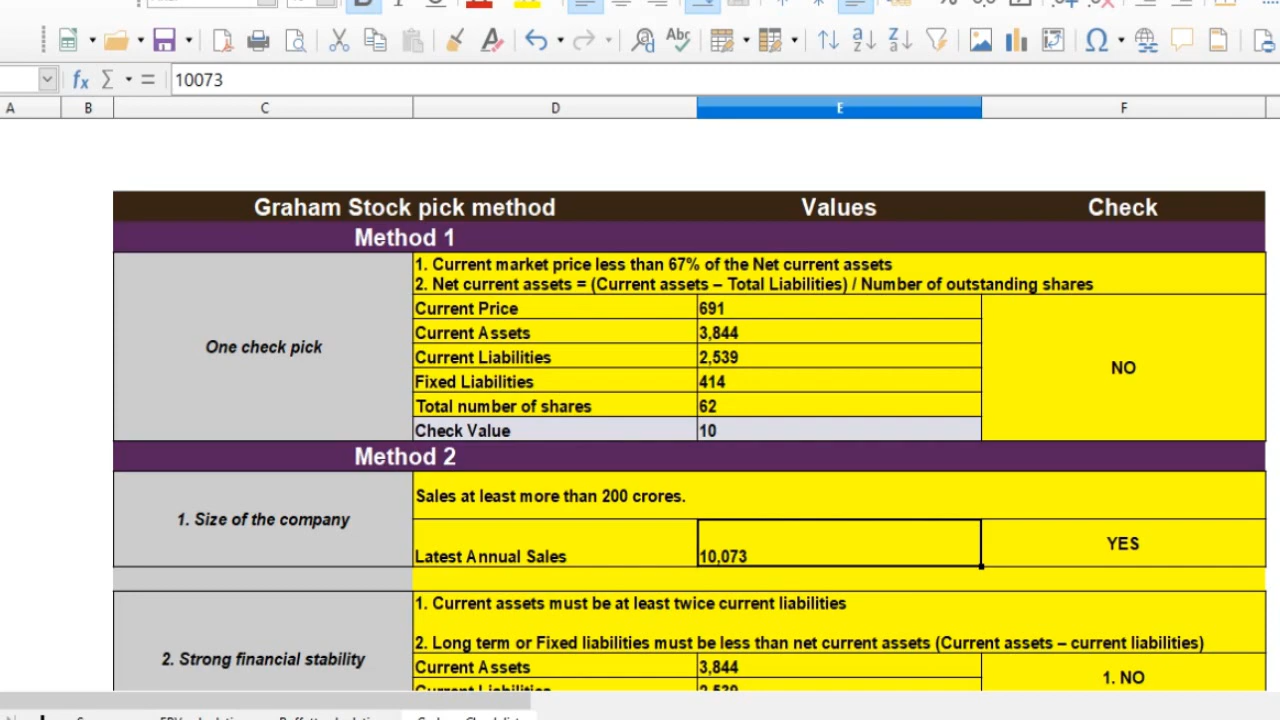 10073
A B C D E F
Graham Stock pick method Values Check
Method 1
1. Current market price less than 67% of the Net current assets
2. Net current assets = (Current assets – Total Liabilities) / Number of outstanding shares
One check pick
Current Price 691
Current Assets 3,844
Current Liabilities 2,539
Fixed Liabilities 414
Total number of shares 62
Check Value 10
NO
Method 2
1. Size of the company
Sales at least more than 200 crores.
Latest Annual Sales 10,073
YES
1. Current assets must be at least twice current liabilities
2. Long term or Fixed liabilities must be less than net current assets (Current assets – current liabilities)
2. Strong financial stability
Current Assets 3,844
1. NO
Current Liabilities 2,539